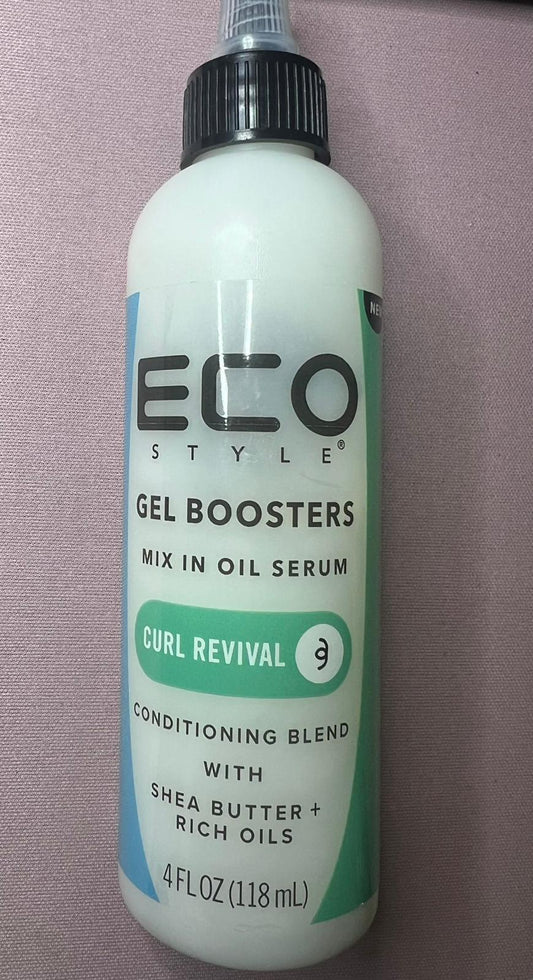 ECO
STYLE®
GEL BOOSTERS
MIX IN OIL SERUM
CURL REVIVAL
CONDITIONING BLEND
WITH
SHEA BUTTER +
RICH OILS
4 FL OZ (118 mL)